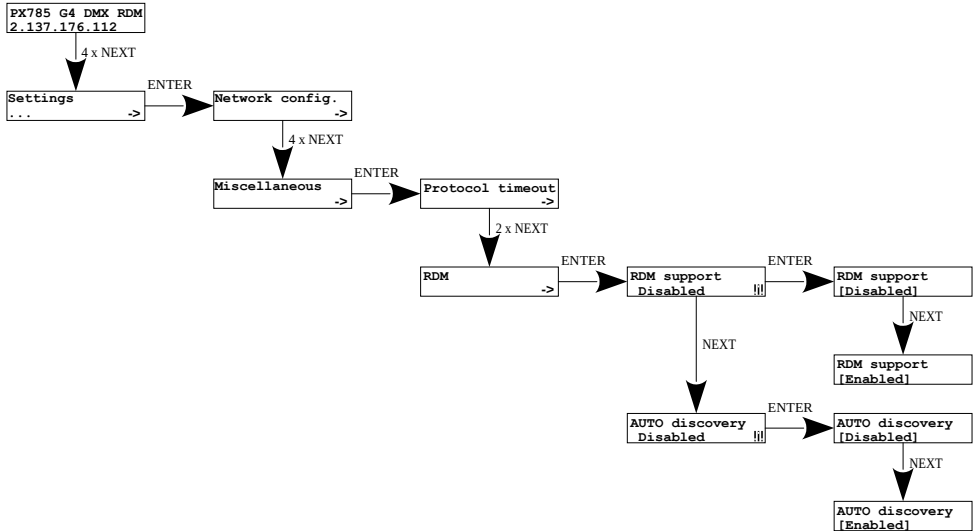 PX785 G4 DMX RDM
2.137.176.112
4 x NEXT
Settings
... ->
ENTER
Network config.
->
4 x NEXT
Miscellaneous
->
ENTER
Protocol timeout
->
2 x NEXT
RDM
->
ENTER
RDM support
Disabled !i!
ENTER
RDM support
[Disabled]
NEXT
RDM support
[Enabled]
NEXT
AUTO discovery
Disabled !i!
ENTER
AUTO discovery
[Disabled]
NEXT
AUTO discovery
[Enabled]